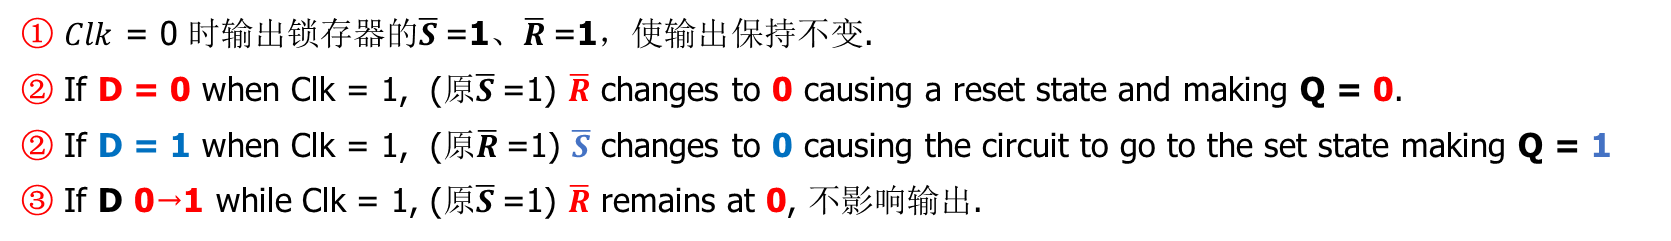 ① Clk = 0 时输出锁存器的S̅ =1、R̅ =1，使输出保持不变.
② If D = 0 when Clk = 1, (原S̅ =1) R̅ changes to 0 causing a reset state and making Q = 0.
② If D = 1 when Clk = 1, (原R̅ =1) S̅ changes to 0 causing the circuit to go to the set state making Q = 1
③ If D 0→1 while Clk = 1, (原S̅ =1) R̅ remains at 0, 不影响输出.